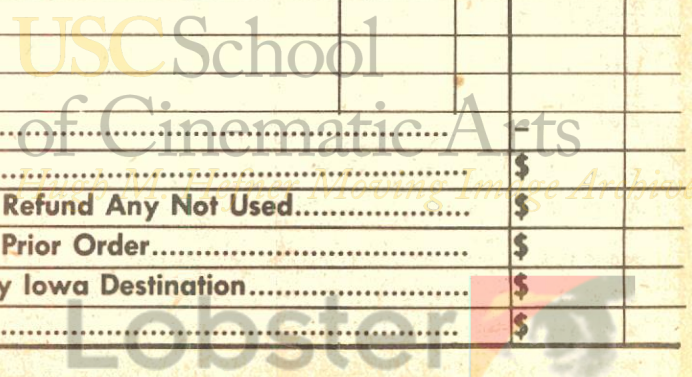 USC School
of Cinematic Arts
–
$
Hugh M. Hefner Moving Image Archive
Refund Any Not Used.................... $
Prior Order.................... $
y Iowa Destination.................... $
$
Lobster